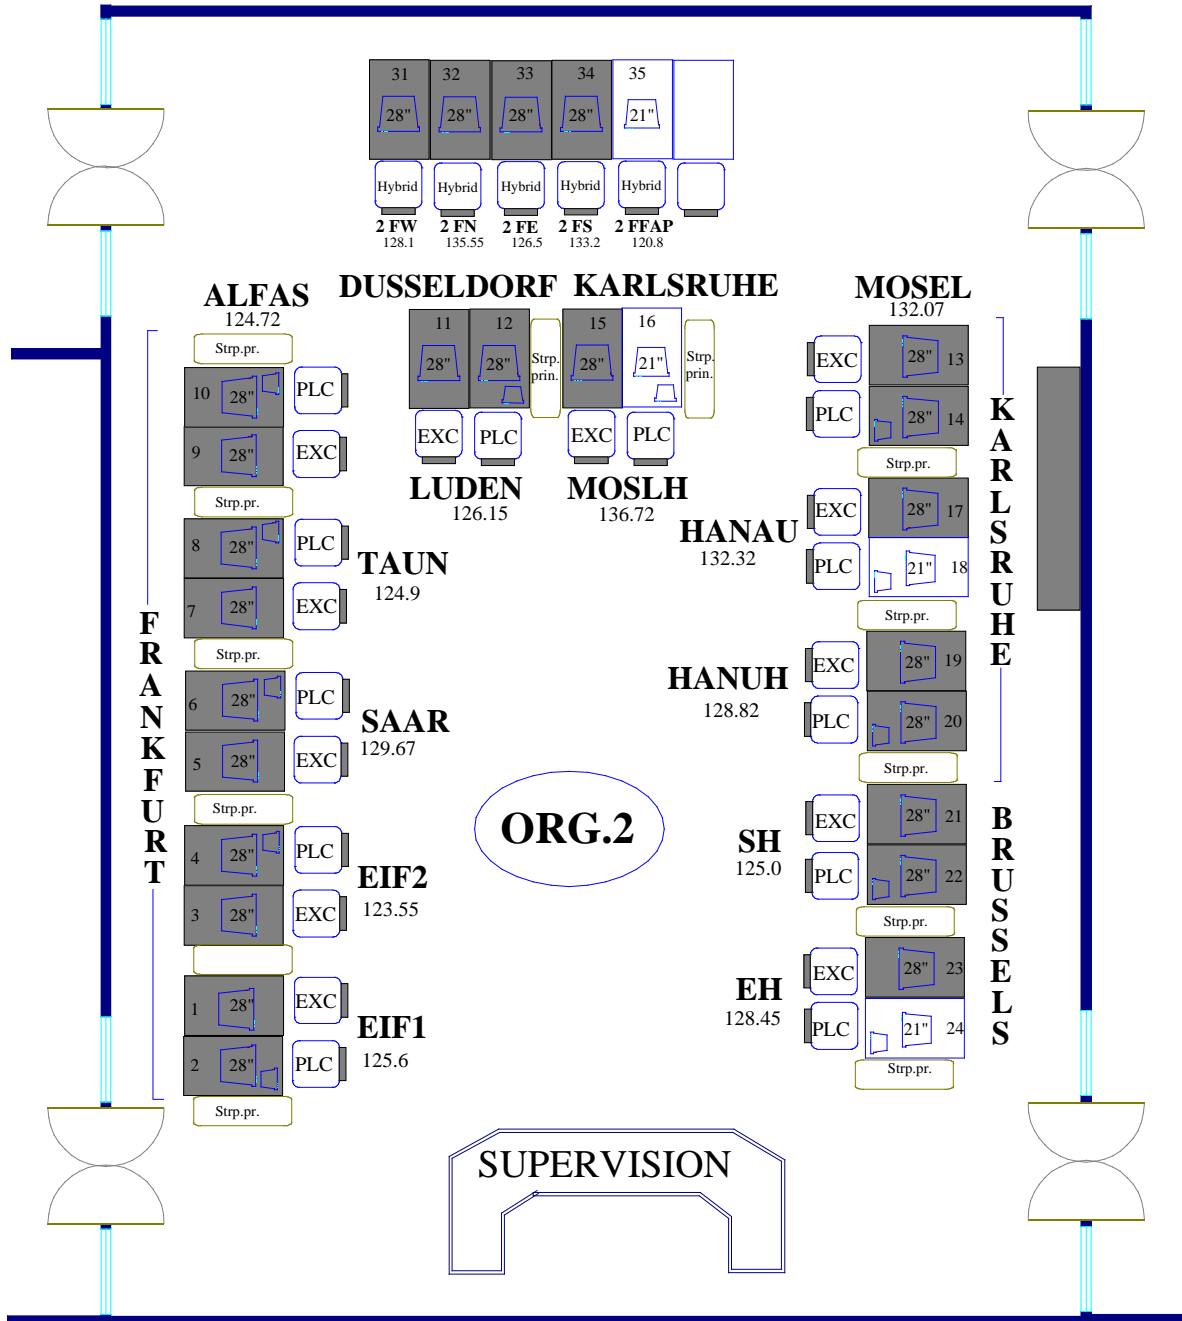 31 32 33 34 35
28" 28" 28" 28" 21"
Hybrid Hybrid Hybrid Hybrid Hybrid
2 FW 2 FN 2 FE 2 FS 2 FFAP
128.1 135.55 126.5 133.2 120.8
DUSSELDORF KARLSRUHE
11 12 15 16
28" 28" Strp. prin. 28" 21" Strp. prin.
EXC PLC EXC PLC
LUDEN MOSLH
126.15 136.72
ALFAS
124.72
Strp.pr.
10 28" PLC
9 28" EXC
Strp.pr.
8 28" PLC
TAUN
124.9
7 28" EXC
Strp.pr.
6 28" PLC
SAAR
129.67
5 28" EXC
Strp.pr.
4 28" PLC
EIF2
123.55
3 28" EXC
1 28" EXC
EIF1
125.6
2 28" PLC
Strp.pr.
FRANKFURT
ORG.2
MOSEL
132.07
EXC 28" 13
PLC 28" 14
Strp.pr.
HANAU
132.32
EXC 28" 17
PLC 21" 18
Strp.pr.
HANUH
128.82
EXC 28" 19
PLC 28" 20
Strp.pr.
SH
125.0
EXC 28" 21
PLC 28" 22
Strp.pr.
EH
128.45
EXC 28" 23
PLC 21" 24
Strp.pr.
KARLSRUHE
BRUSSELS
SUPERVISION